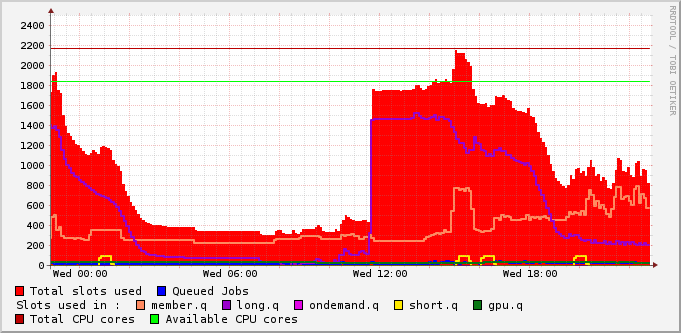 RRDTOOL / TOBI OETIKER
2400
2200
2000
1800
1600
1400
1200
1000
800
600
400
200
0
Wed 00:00 Wed 06:00 Wed 12:00 Wed 18:00
Total slots used Queued Jobs
Slots used in : member.q long.q ondemand.q short.q gpu.q
Total CPU cores Available CPU cores